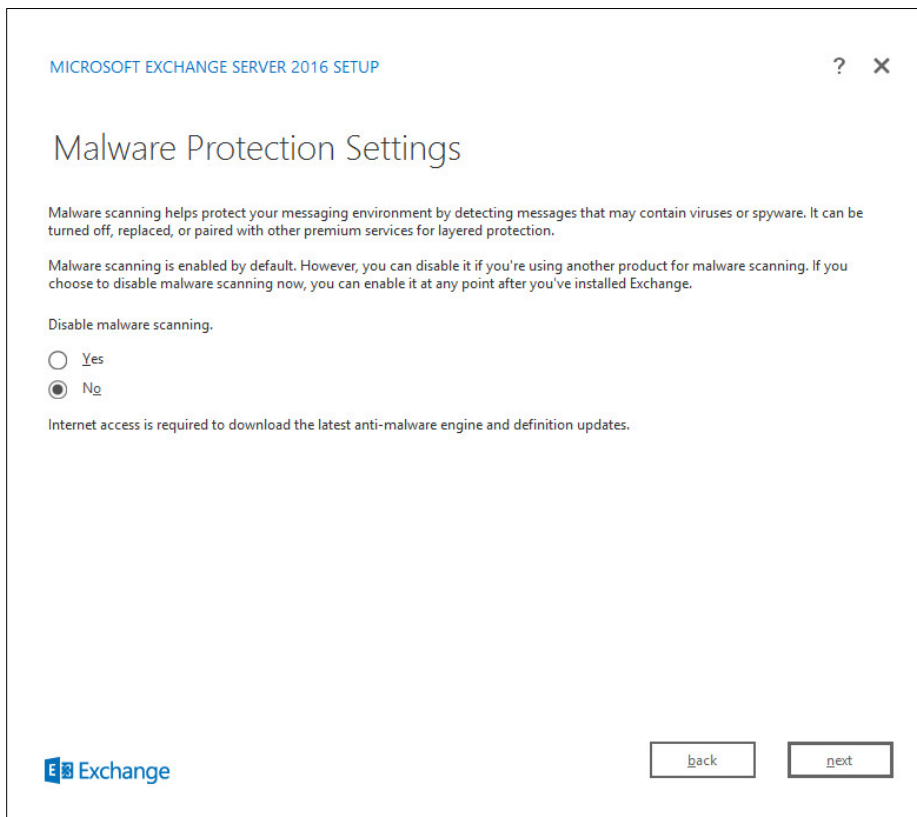 MICROSOFT EXCHANGE SERVER 2016 SETUP
?
Malware Protection Settings
Malware scanning helps protect your messaging environment by detecting messages that may contain viruses or spyware. It can be
turned off, replaced, or paired with other premium services for layered protection.
Malware scanning is enabled by default. However, you can disable it if you're using another product for malware scanning. If you
choose to disable malware scanning now, you can enable it at any point after you've installed Exchange.
Disable malware scanning.
Yes
No
Internet access is required to download the latest anti-malware engine and definition updates.
E Exchange
back
next